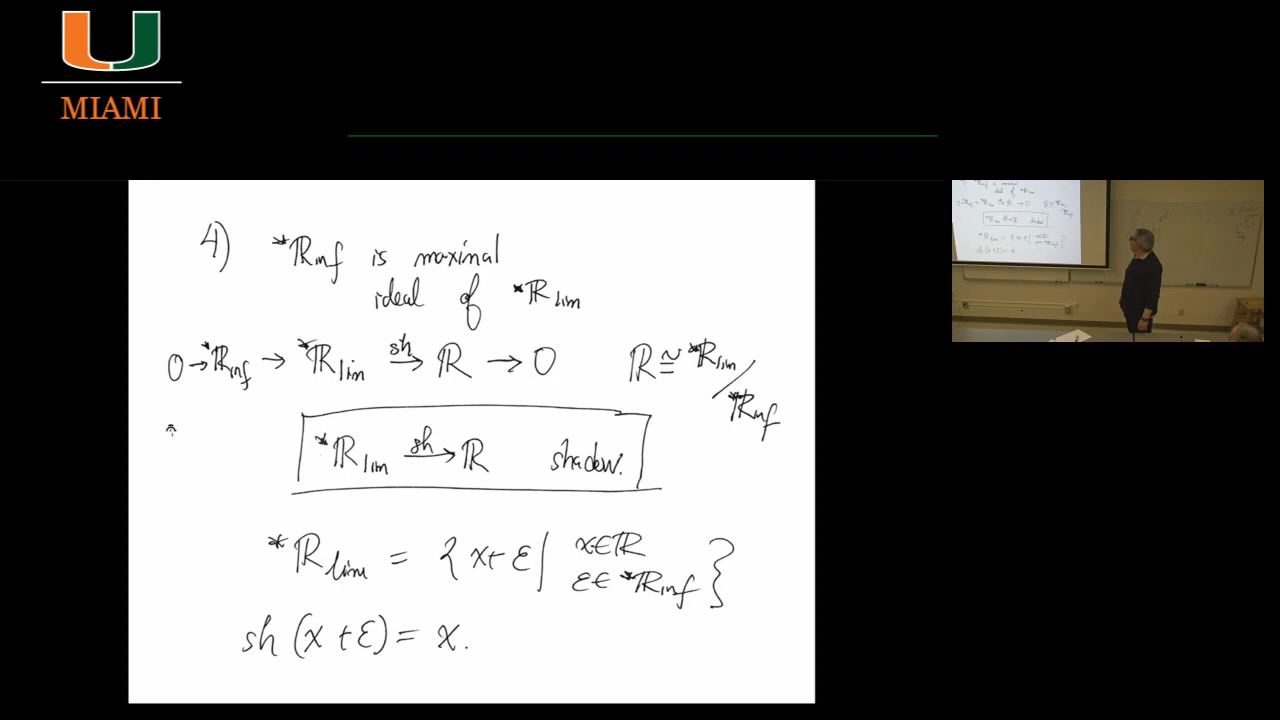 MIAMI
4) *ℝinf is maximal
ideal of *ℝlim
0 → *ℝinf → *ℝlim sh→ ℝ → 0 ℝ ≅ *ℝlim / *ℝinf
*ℝlim sh→ ℝ shadow.
*ℝlim = { x+ε | x∈ℝ
ε∈ *ℝinf }
sh (x+ε) = x.